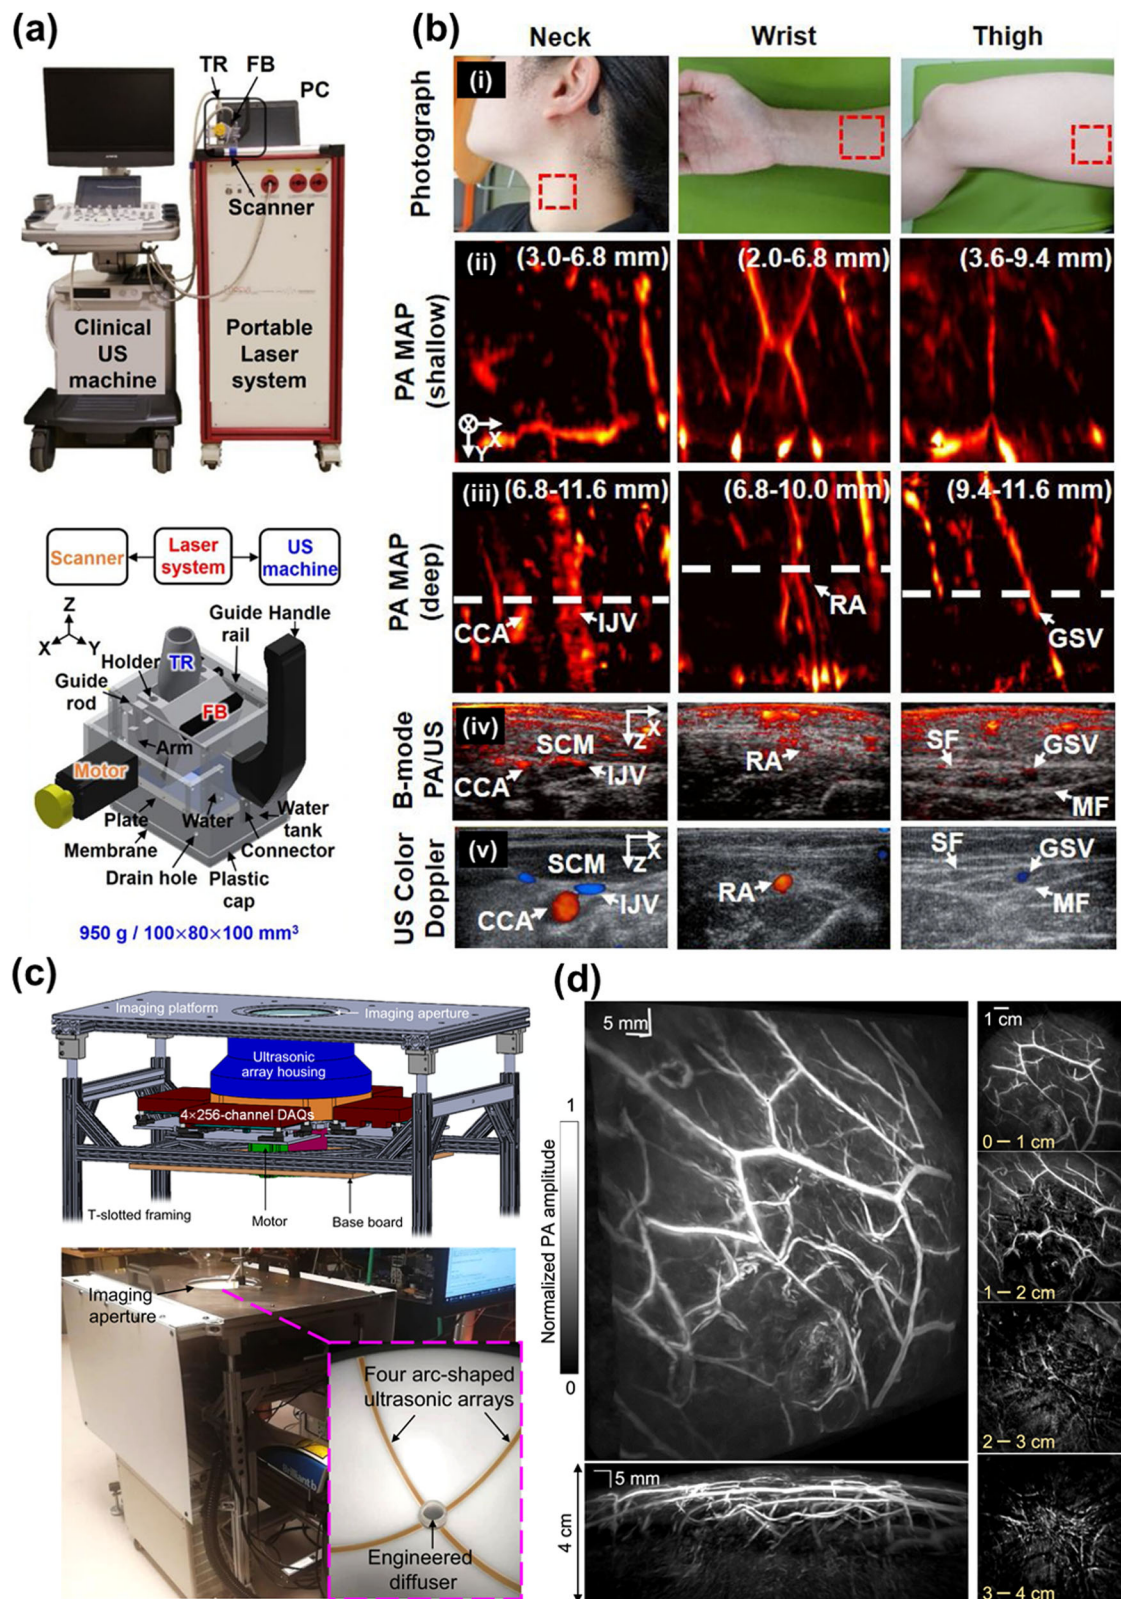 (a)
TR
FB
PC
Scanner
Clinical
US
machine
Portable
Laser
system
Scanner
Laser
system
US
machine
Z
X
Y
Guide
rail
Handle
Holder
TR
Guide
rod
FB
Arm
Motor
Plate
Water
Water
tank
Membrane
Connector
Drain hole
Plastic
cap
950 g / 100×80×100 mm³
(b)
Neck
Wrist
Thigh
Photograph
(i)
PA MAP
(shallow)
(ii)
(3.0-6.8 mm)
(2.0-6.8 mm)
(3.6-9.4 mm)
X
Y
PA MAP
(deep)
(iii)
(6.8-11.6 mm)
(6.8-10.0 mm)
(9.4-11.6 mm)
CCA
IJV
RA
GSV
B-mode
PA/US
(iv)
X
Z
SCM
CCA
IJV
RA
SF
GSV
MF
US Color
Doppler
(v)
X
Z
SCM
CCA
IJV
RA
SF
GSV
MF
(c)
Imaging platform
Imaging aperture
Ultrasonic
array housing
4×256-channel DAQs
T-slotted framing
Motor
Base board
Imaging
aperture
Brilliant b
Four arc-shaped
ultrasonic arrays
Engineered
diffuser
(d)
5 mm
1
Normalized PA amplitude
0
5 mm
4 cm
1 cm
0 – 1 cm
1 – 2 cm
2 – 3 cm
3 – 4 cm